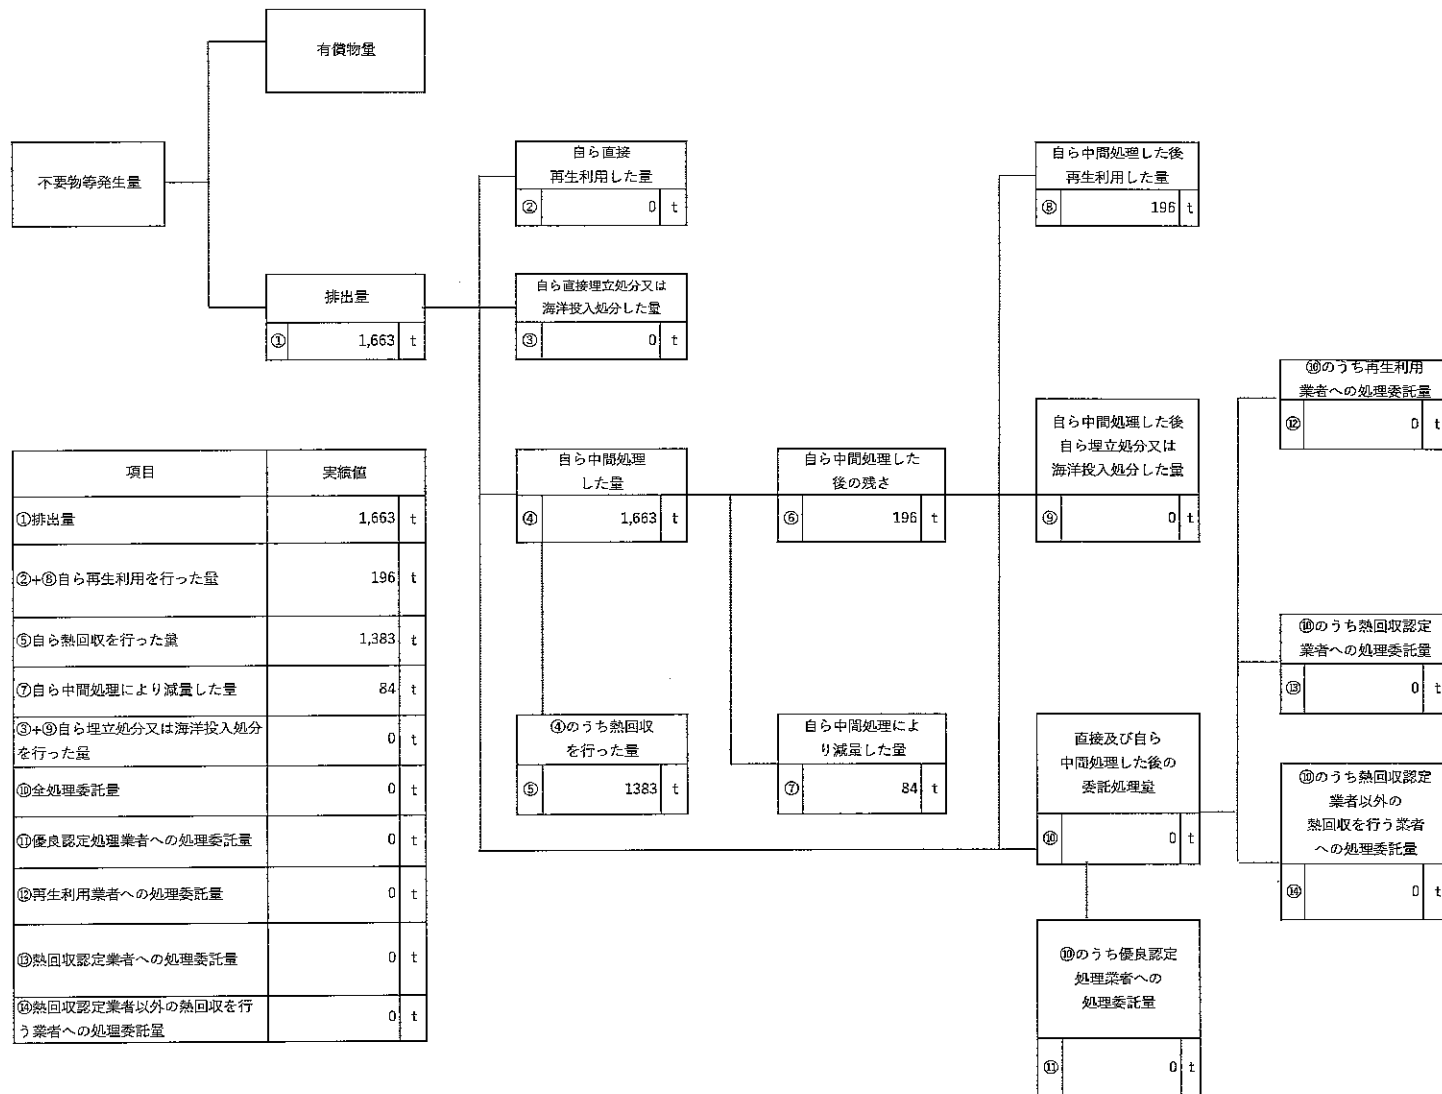 有償物量
不要物等発生量
排出量
① 1,663 t
自ら直接
再生利用した量
② 0 t
自ら直接埋立処分又は
海洋投入処分した量
③ 0 t
自ら中間処理
した量
④ 1,663 t
④のうち熱回収
を行った量
⑤ 1383 t
自ら中間処理した
後の残さ
⑥ 196 t
自ら中間処理によ
り減量した量
⑦ 84 t
自ら中間処理した後
再生利用した量
⑧ 196 t
自ら中間処理した後
自ら埋立処分又は
海洋投入処分した量
⑨ 0 t
直接及び自ら
中間処理した後の
委託処理量
⑩ 0 t
⑩のうち優良認定
処理業者への
処理委託量
⑪ 0 t
⑩のうち再生利用
業者への処理委託量
⑫ 0 t
⑩のうち熱回収認定
業者への処理委託量
⑬ 0 t
⑩のうち熱回収認定
業者以外の
熱回収を行う業者
への処理委託量
⑭ 0 t
項目 実績値
①排出量 1,663 t
②+⑧自ら再生利用を行った量 196 t
⑤自ら熱回収を行った量 1,383 t
⑦自ら中間処理により減量した量 84 t
③+⑨自ら埋立処分又は海洋投入処分
を行った量 0 t
⑩全処理委託量 0 t
⑪優良認定処理業者への処理委託量 0 t
⑫再生利用業者への処理委託量 0 t
⑬熱回収認定業者への処理委託量 0 t
⑭熱回収認定業者以外の熱回収を行
う業者への処理委託量 0 t